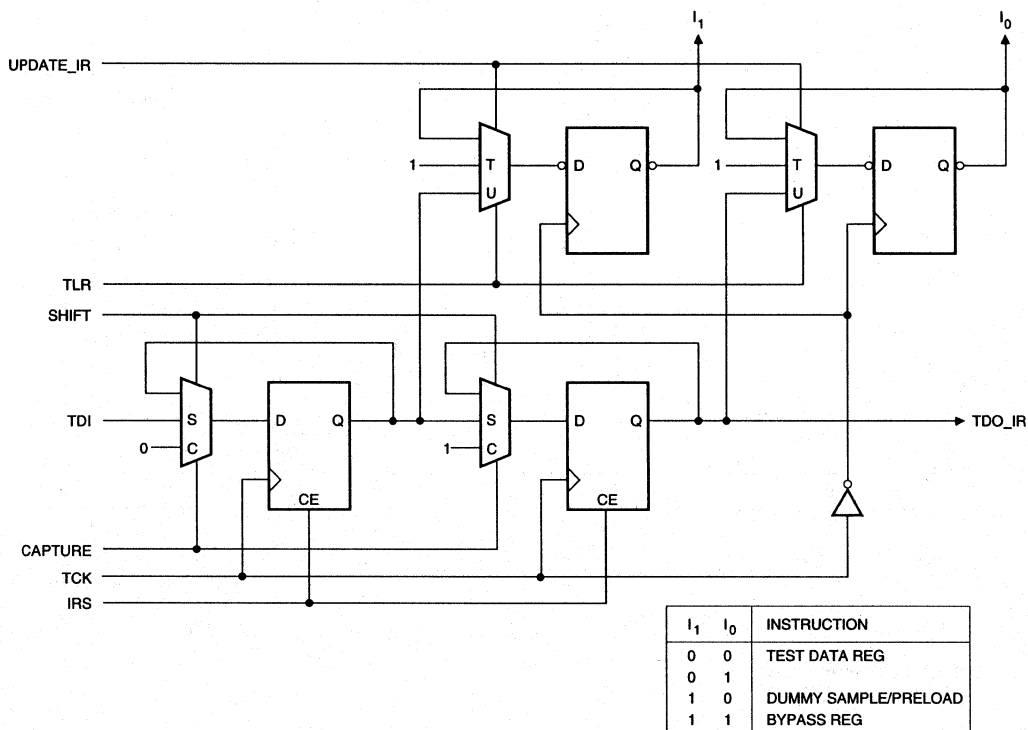 I1 I0
UPDATE_IR
1 T D Q 1 T D Q
U U
TLR
SHIFT
TDI S D Q S D Q TDO_IR
0 C 1 C
CE CE
CAPTURE
TCK
IRS
I1 I0 INSTRUCTION
0 0 TEST DATA REG
0 1
1 0 DUMMY SAMPLE/PRELOAD
1 1 BYPASS REG